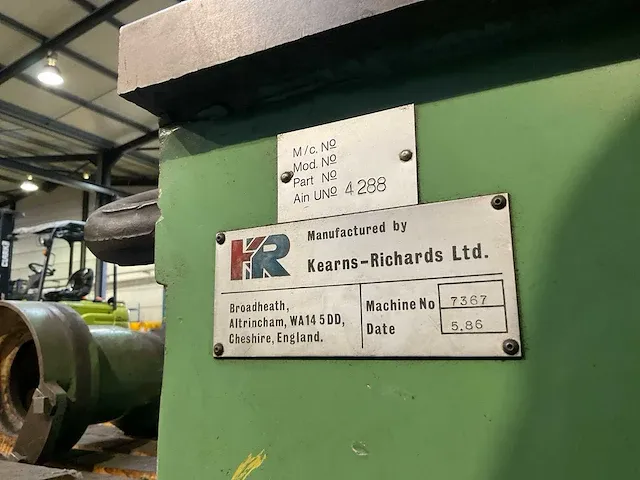 M/c. Nº
Mod. Nº
Part Nº
Ain UNº 4288
KR
Manufactured by
Kearns-Richards Ltd.
Broadheath,
Altrincham, WA14 5DD,
Cheshire, England.
Machine No 7367
Date 5.86